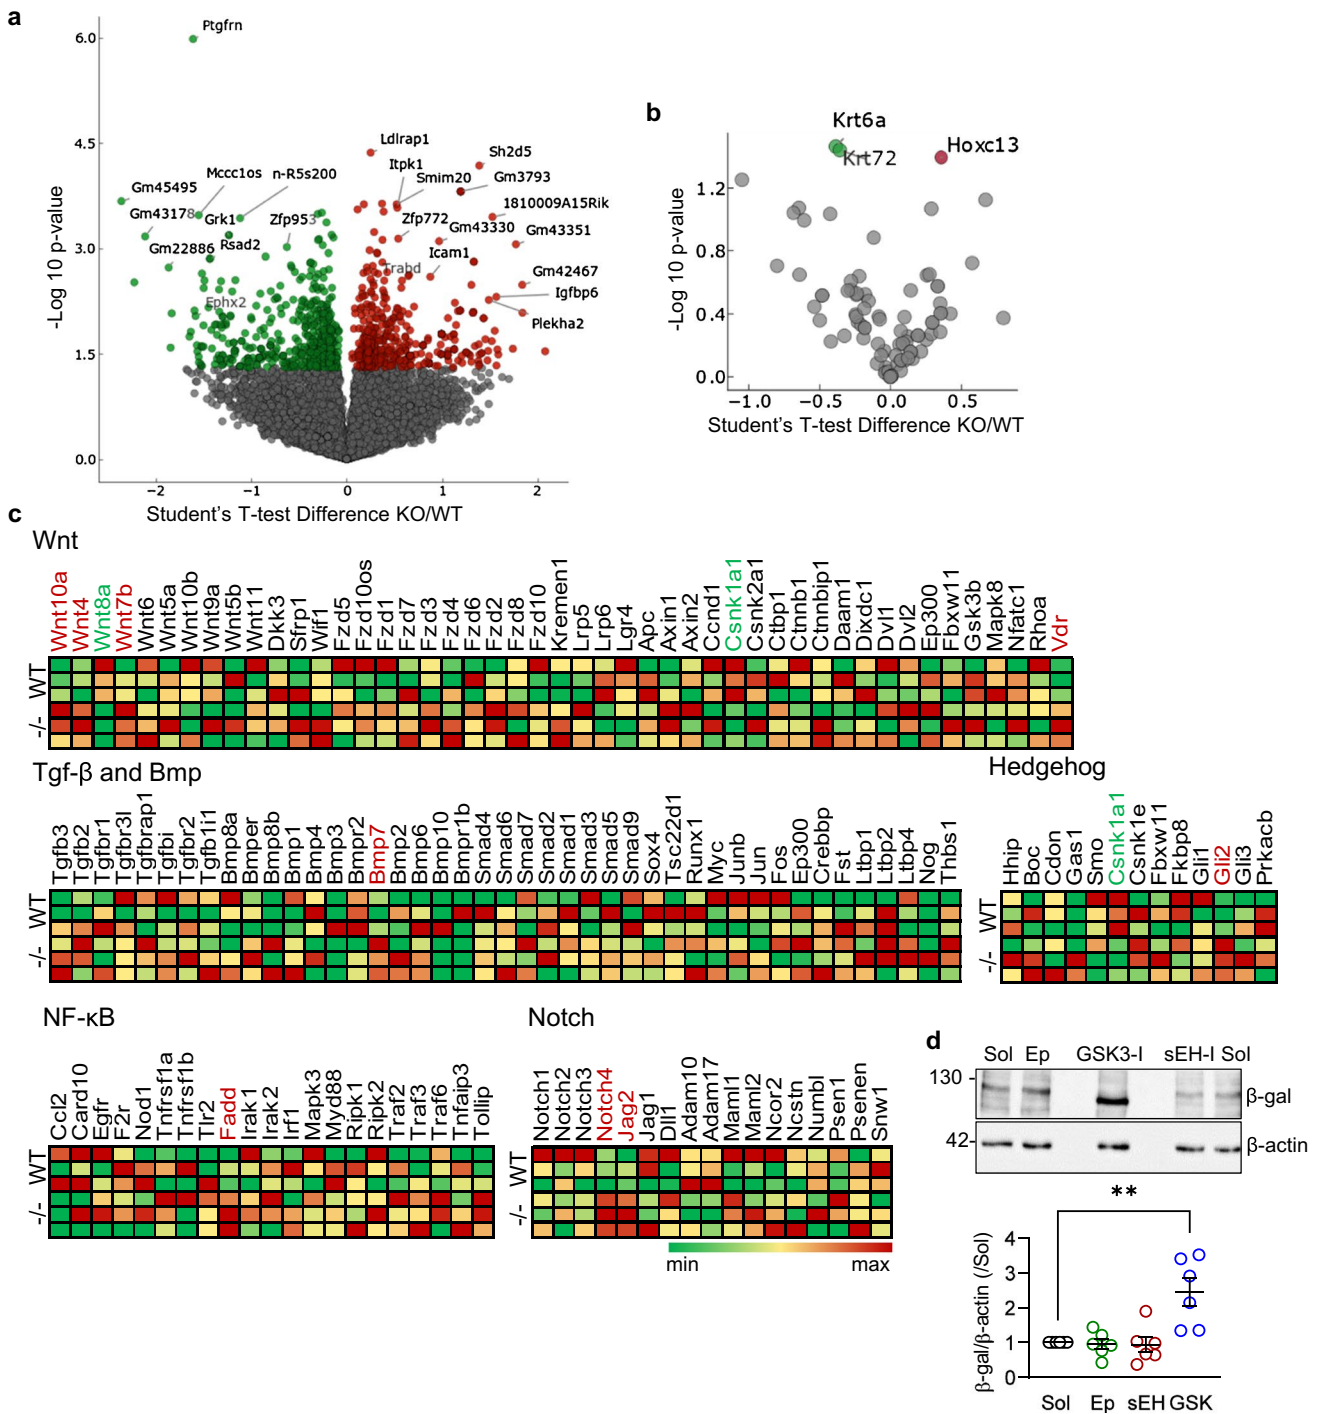 a
6.0
4.5
3.0
1.5
0.0
-Log 10 p-value
Ptgfrn
Ldlrap1
Sh2d5
Itpk1
Mccc1os
n-R5s200
Smim20
Gm3793
Gm45495
1810009A15Rik
Gm43178
Grk1
Zfp953
Zfp772
Gm43330
Gm43351
Gm22886
Rsad2
Icam1
Trabd
Gm42467
Ephx2
Igfbp6
Plekha2
−2 −1 0 1 2
Student's T-test Difference KO/WT
b
Krt6a
Krt72
Hoxc13
1.2
0.8
0.4
0.0
-Log 10 p-value
−1.0 −0.5 0.0 0.5
Student's T-test Difference KO/WT
c
Wnt
Wnt10a Wnt4 Wnt8a Wnt7b Wnt6 Wnt5a Wnt10b Wnt9a Wnt5b Wnt11 Dkk3 Sfrp1 Wif1 Fzd5 Fzd10os Fzd1 Fzd7 Fzd3 Fzd4 Fzd6 Fzd2 Fzd8 Fzd10 Kremen1 Lrp5 Lrp6 Lgr4 Apc Axin1 Axin2 Ccnd1 Csnk1a1 Csnk2a1 Ctbp1 Ctnnb1 Ctnnbip1 Daam1 Dixdc1 Dvl1 Dvl2 Ep300 Fbxw11 Gsk3b Mapk8 Nfatc1 Rhoa Vdr
WT
-/-
Tgf-β and Bmp
Tgfb3 Tgfb2 Tgfbr1 Tgfbr3l Tgfbrap1 Tgfbi Tgfbr2 Tgfb1i1 Bmp8a Bmper Bmp8b Bmp1 Bmp4 Bmp3 Bmpr2 Bmp7 Bmp2 Bmp6 Bmp10 Bmpr1b Smad4 Smad6 Smad7 Smad2 Smad1 Smad3 Smad5 Smad9 Sox4 Tsc22d1 Runx1 Myc Junb Jun Fos Ep300 Crebbp Fst Ltbp1 Ltbp2 Ltbp4 Nog Thbs1
WT
-/-
Hedgehog
Hhip Boc Cdon Gas1 Smo Csnk1a1 Csnk1e Fbxw11 Fkbp8 Gli1 Gli2 Gli3 Prkacb
WT
-/-
NF-κB
Ccl2 Card10 Egfr F2r Nod1 Tnfrsf1a Tnfrsf1b Tlr2 Fadd Irak1 Irak2 Irf1 Mapk3 Myd88 Ripk1 Ripk2 Traf2 Traf3 Traf6 Tnfaip3 Tollip
WT
-/-
Notch
Notch1 Notch2 Notch3 Notch4 Jag2 Jag1 Dll1 Adam10 Adam17 Maml1 Maml2 Ncor2 Ncstn Numbl Psen1 Psenen Snw1
WT
-/-
min max
d
Sol Ep GSK3-I sEH-I Sol
130
β-gal
42
β-actin
**
β-gal/β-actin (/Sol)
4
3
2
1
0
Sol Ep sEH GSK